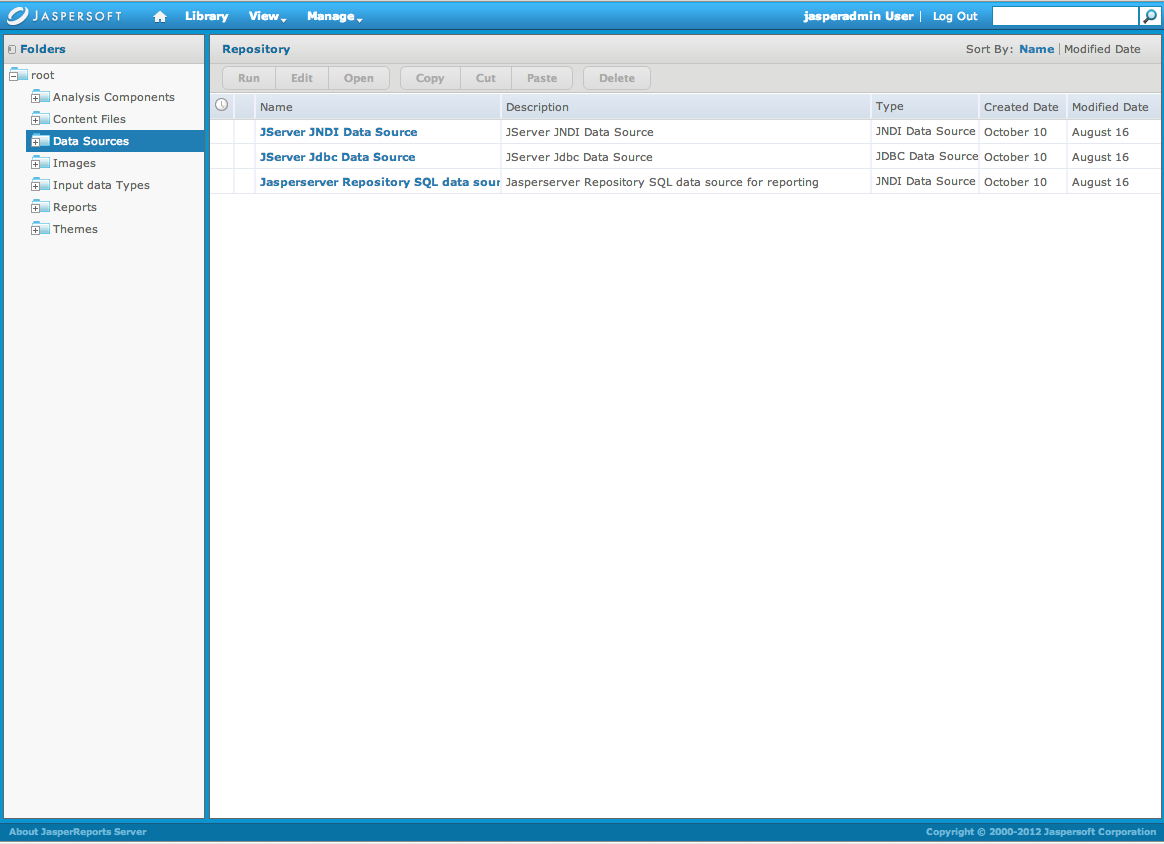 JASPERSOFT Library View Manage jasperadmin User | Log Out
Folders
root
Analysis Components
Content Files
Data Sources
Images
Input data Types
Reports
Themes
Repository Sort By: Name | Modified Date
Run Edit Open Copy Cut Paste Delete
Name Description Type Created Date Modified Date
JServer JNDI Data Source JServer JNDI Data Source JNDI Data Source October 10 August 16
JServer Jdbc Data Source JServer Jdbc Data Source JDBC Data Source October 10 August 16
Jasperserver Repository SQL data sour Jasperserver Repository SQL data source for reporting JNDI Data Source October 10 August 16
About JasperReports Server Copyright © 2000-2012 Jaspersoft Corporation